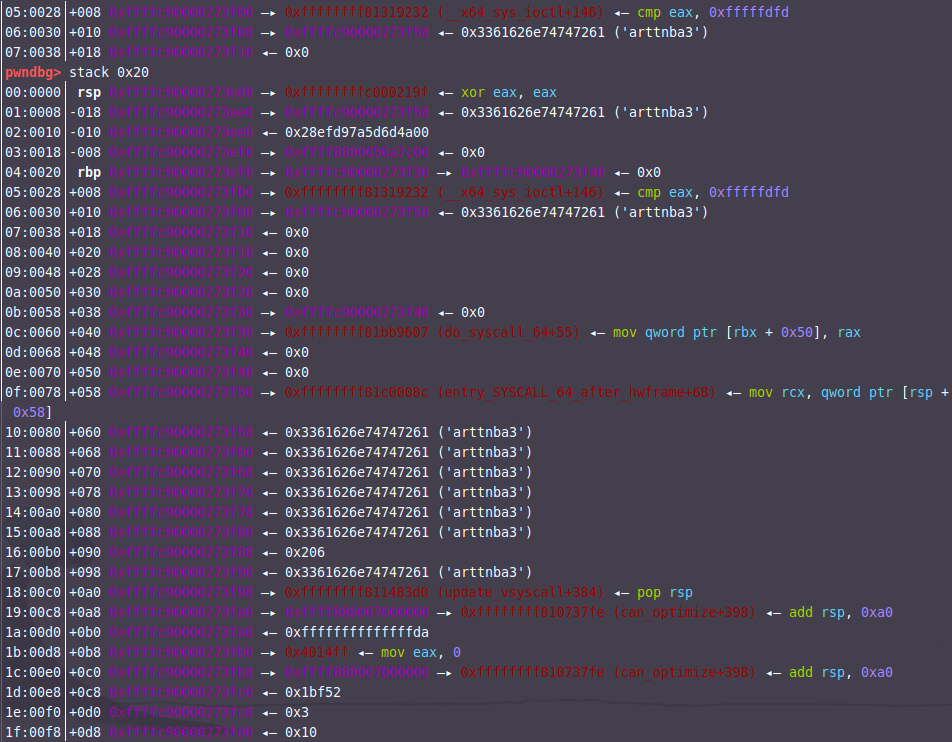 05:0028│+008 0xffffc90000273f00 —▸ 0xffffffff81319232 (__x64_sys_ioctl+146) ◂— cmp eax, 0xfffffdfd
06:0030│+010 0xffffc90000273f08 —▸ 0xffffc90000273f58 ◂— 0x3361626e74747261 ('arttnba3')
07:0038│+018 0xffffc90000273f10 ◂— 0x0
pwndbg> stack 0x20
00:0000│ rsp 0xffffc90000273ed8 —▸ 0xffffffffc000219f ◂— xor eax, eax
01:0008│-018 0xffffc90000273ee0 —▸ 0xffffc90000273f58 ◂— 0x3361626e74747261 ('arttnba3')
02:0010│-010 0xffffc90000273ee8 ◂— 0x28efd97a5d6d4a00
03:0018│-008 0xffffc90000273ef0 —▸ 0xffff8880050a7c00 ◂— 0x0
04:0020│ rbp 0xffffc90000273ef8 —▸ 0xffffc90000273f30 —▸ 0xffffc90000273f48 ◂— 0x0
05:0028│+008 0xffffc90000273f00 —▸ 0xffffffff81319232 (__x64_sys_ioctl+146) ◂— cmp eax, 0xfffffdfd
06:0030│+010 0xffffc90000273f08 —▸ 0xffffc90000273f58 ◂— 0x3361626e74747261 ('arttnba3')
07:0038│+018 0xffffc90000273f10 ◂— 0x0
08:0040│+020 0xffffc90000273f18 ◂— 0x0
09:0048│+028 0xffffc90000273f20 ◂— 0x0
0a:0050│+030 0xffffc90000273f28 ◂— 0x0
0b:0058│+038 0xffffc90000273f30 —▸ 0xffffc90000273f48 ◂— 0x0
0c:0060│+040 0xffffc90000273f38 —▸ 0xffffffff81bb9607 (do_syscall_64+55) ◂— mov qword ptr [rbx + 0x50], rax
0d:0068│+048 0xffffc90000273f40 ◂— 0x0
0e:0070│+050 0xffffc90000273f48 ◂— 0x0
0f:0078│+058 0xffffc90000273f50 —▸ 0xffffffff81c0008c (entry_SYSCALL_64_after_hwframe+68) ◂— mov rcx, qword ptr [rsp +
0x58]
10:0080│+060 0xffffc90000273f58 ◂— 0x3361626e74747261 ('arttnba3')
11:0088│+068 0xffffc90000273f60 ◂— 0x3361626e74747261 ('arttnba3')
12:0090│+070 0xffffc90000273f68 ◂— 0x3361626e74747261 ('arttnba3')
13:0098│+078 0xffffc90000273f70 ◂— 0x3361626e74747261 ('arttnba3')
14:00a0│+080 0xffffc90000273f78 ◂— 0x3361626e74747261 ('arttnba3')
15:00a8│+088 0xffffc90000273f80 ◂— 0x3361626e74747261 ('arttnba3')
16:00b0│+090 0xffffc90000273f88 ◂— 0x206
17:00b8│+098 0xffffc90000273f90 ◂— 0x3361626e74747261 ('arttnba3')
18:00c0│+0a0 0xffffc90000273f98 —▸ 0xffffffff811483d0 (update_vsyscall+384) ◂— pop rsp
19:00c8│+0a8 0xffffc90000273fa0 —▸ 0xffff888007000000 —▸ 0xffffffff810737fe (can_optimize+398) ◂— add rsp, 0xa0
1a:00d0│+0b0 0xffffc90000273fa8 ◂— 0xffffffffffffffda
1b:00d8│+0b8 0xffffc90000273fb0 —▸ 0x4014ff ◂— mov eax, 0
1c:00e0│+0c0 0xffffc90000273fb8 —▸ 0xffff888007000000 —▸ 0xffffffff810737fe (can_optimize+398) ◂— add rsp, 0xa0
1d:00e8│+0c8 0xffffc90000273fc0 ◂— 0x1bf52
1e:00f0│+0d0 0xffffc90000273fc8 ◂— 0x3
1f:00f8│+0d8 0xffffc90000273fd0 ◂— 0x10